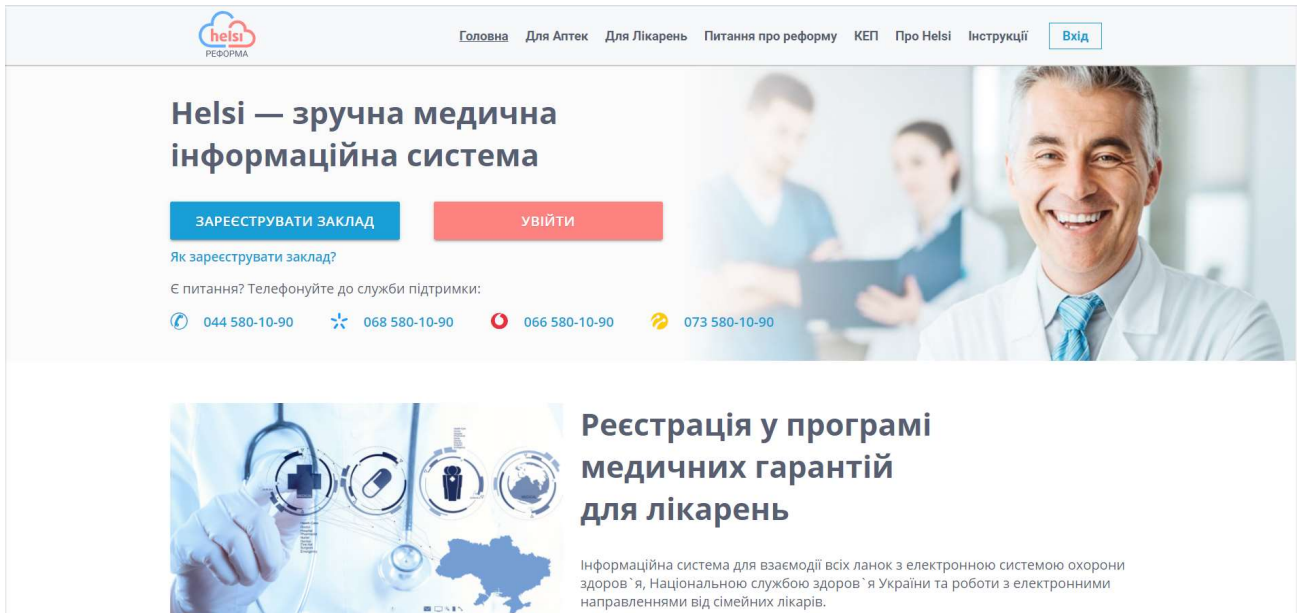 helsi
РЕФОРМА
Головна Для Аптек Для Лікарень Питання про реформу КЕП Про Helsi Інструкції Вхід
Helsi — зручна медична
інформаційна система
ЗАРЕЄСТРУВАТИ ЗАКЛАД УВІЙТИ
Як зареєструвати заклад?
Є питання? Телефонуйте до служби підтримки:
044 580-10-90 068 580-10-90 066 580-10-90 073 580-10-90
Реєстрація у програмі
медичних гарантій
для лікарень
Інформаційна система для взаємодії всіх ланок з електронною системою охорони
здоров`я, Національною службою здоров`я України та роботи з електронними
направленнями від сімейних лікарів.